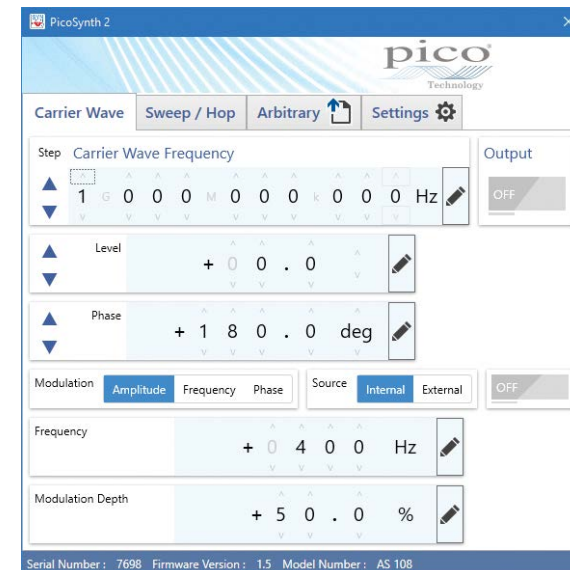 PicoSynth 2
pico
Technology
Carrier Wave Sweep / Hop Arbitrary Settings
Step Carrier Wave Frequency Output
1 G 0 0 0 M 0 0 0 k 0 0 0 Hz OFF
Level
+ 0 0 . 0
Phase
+ 1 8 0 . 0 deg
Modulation Amplitude Frequency Phase Source Internal External OFF
Frequency
+ 0 4 0 0 Hz
Modulation Depth
+ 5 0 . 0 %
Serial Number : 7698 Firmware Version : 1.5 Model Number : AS 108